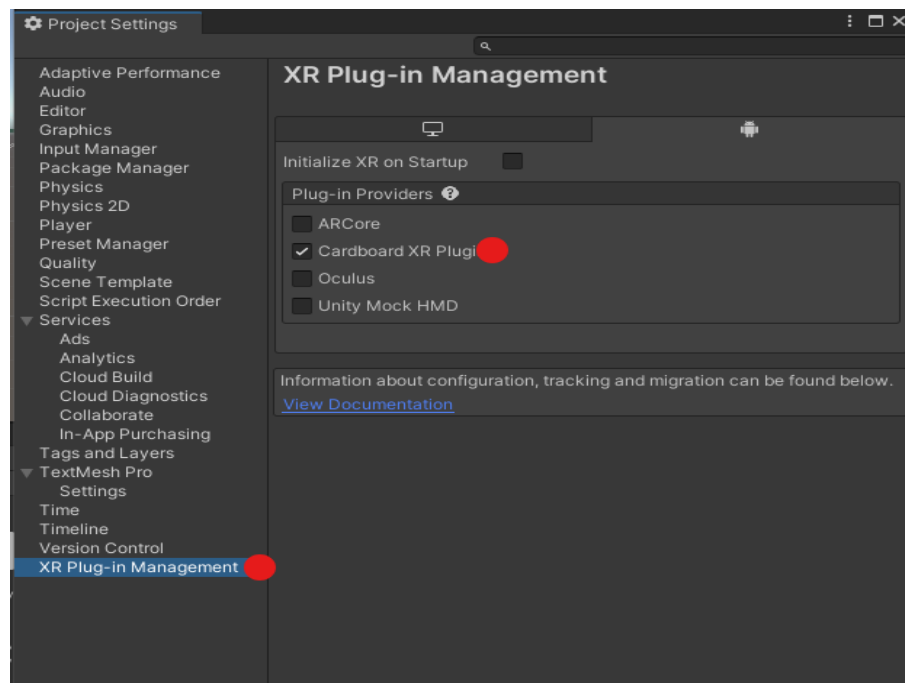 Project Settings
XR Plug-in Management
Adaptive Performance
Audio
Editor
Graphics
Input Manager
Package Manager
Physics
Physics 2D
Player
Preset Manager
Quality
Scene Template
Script Execution Order
Services
Ads
Analytics
Cloud Build
Cloud Diagnostics
Collaborate
In-App Purchasing
Tags and Layers
TextMesh Pro
Settings
Time
Timeline
Version Control
XR Plug-in Management
Initialize XR on Startup
Plug-in Providers
ARCore
Cardboard XR Plugi
Oculus
Unity Mock HMD
Information about configuration, tracking and migration can be found below.
View Documentation